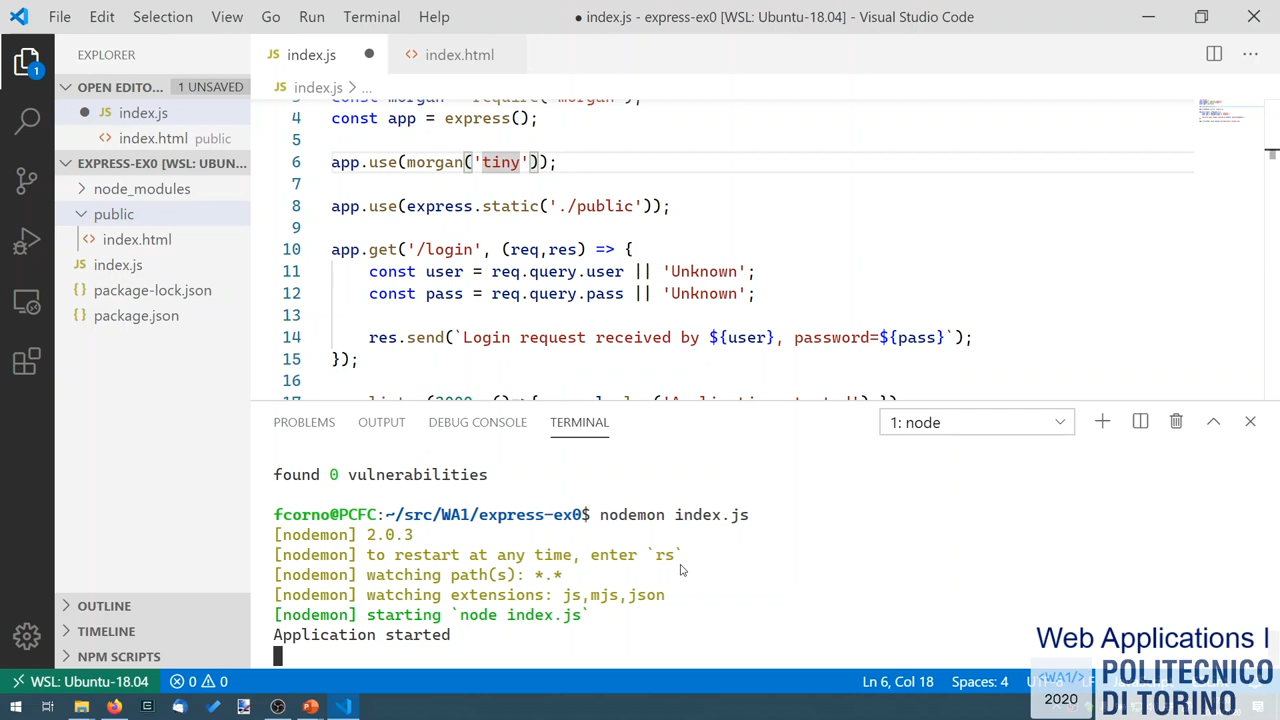 File Edit Selection View Go Run Terminal Help
● index.js - express-ex0 [WSL: Ubuntu-18.04] - Visual Studio Code
EXPLORER
JS index.js ●
<> index.html
1
OPEN EDITO... 1 UNSAVED
● index.js
<> index.html public
EXPRESS-EX0 [WSL: UBUN...
node_modules
public
<> index.html
JS index.js
{} package-lock.json
{} package.json
OUTLINE
TIMELINE
NPM SCRIPTS
JS index.js > ...
const morgan = require('morgan');
4 const app = express();
5
6 app.use(morgan('tiny'));
7
8 app.use(express.static('./public'));
9
10 app.get('/login', (req,res) => {
11 const user = req.query.user || 'Unknown';
12 const pass = req.query.pass || 'Unknown';
13
14 res.send(`Login request received by ${user}, password=${pass}`);
15 });
16
PROBLEMS OUTPUT DEBUG CONSOLE TERMINAL
1: node
found 0 vulnerabilities
fcorno@PCFC:~/src/WA1/express-ex0$ nodemon index.js
[nodemon] 2.0.3
[nodemon] to restart at any time, enter `rs`
[nodemon] watching path(s): *.*
[nodemon] watching extensions: js,mjs,json
[nodemon] starting `node index.js`
Application started
WSL: Ubuntu-18.04 0 0
Ln 6, Col 18 Spaces: 4
Web Applications I
<WA1/>
2020
POLITECNICO
DI TORINO